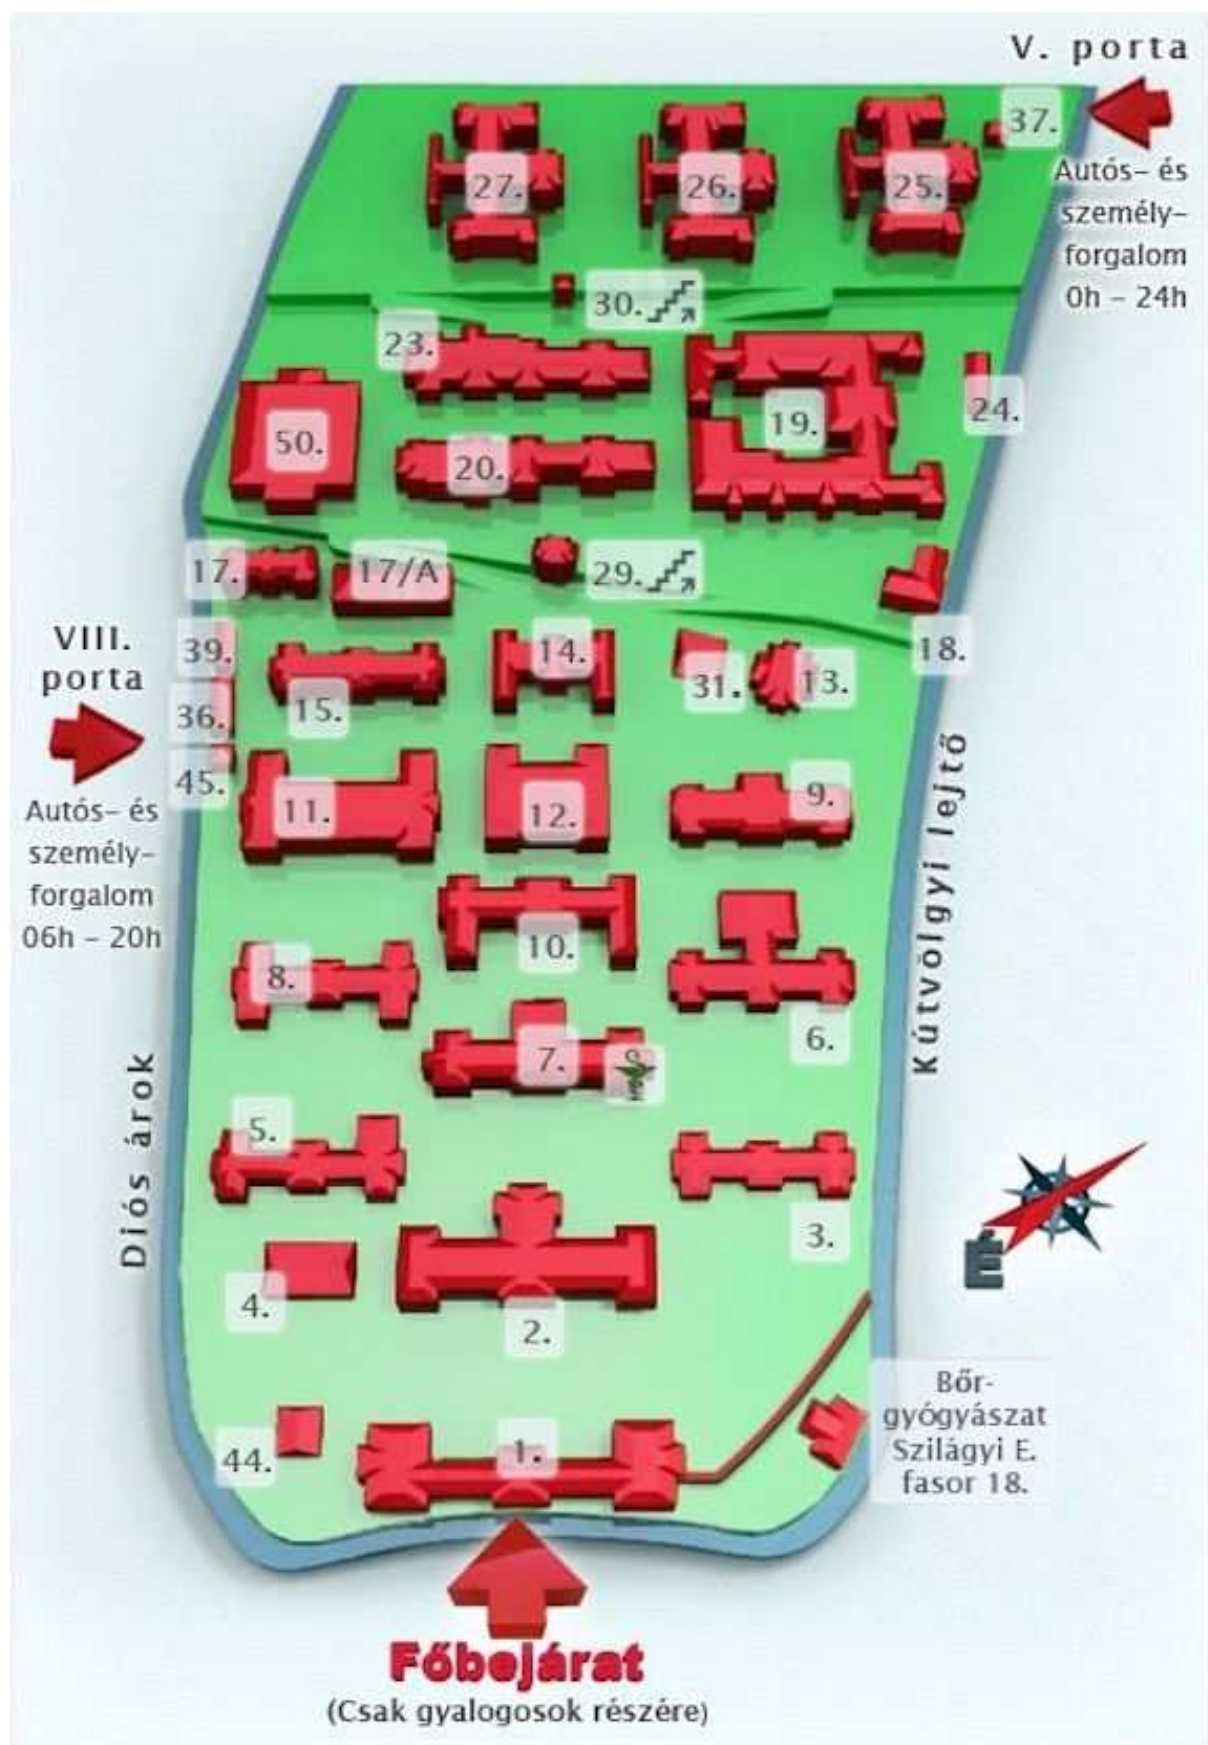 V. porta
37.
27.
26.
25.
Autós- és
személy-
forgalom
0h - 24h
30.
23.
50.
20.
19.
24.
17.
17/A
29.
18.
VIII.
porta
39.
14.
31.
13.
36.
15.
45.
11.
12.
9.
Autós- és
személy-
forgalom
06h - 20h
10.
8.
7.
6.
Kútvölgyi lejtő
5.
Diós árok
3.
É
4.
2.
Bőr-
gyógyászat
Szilágyi E.
fasor 18.
44.
1.
Főbejárat
(Csak gyalogosok részére)